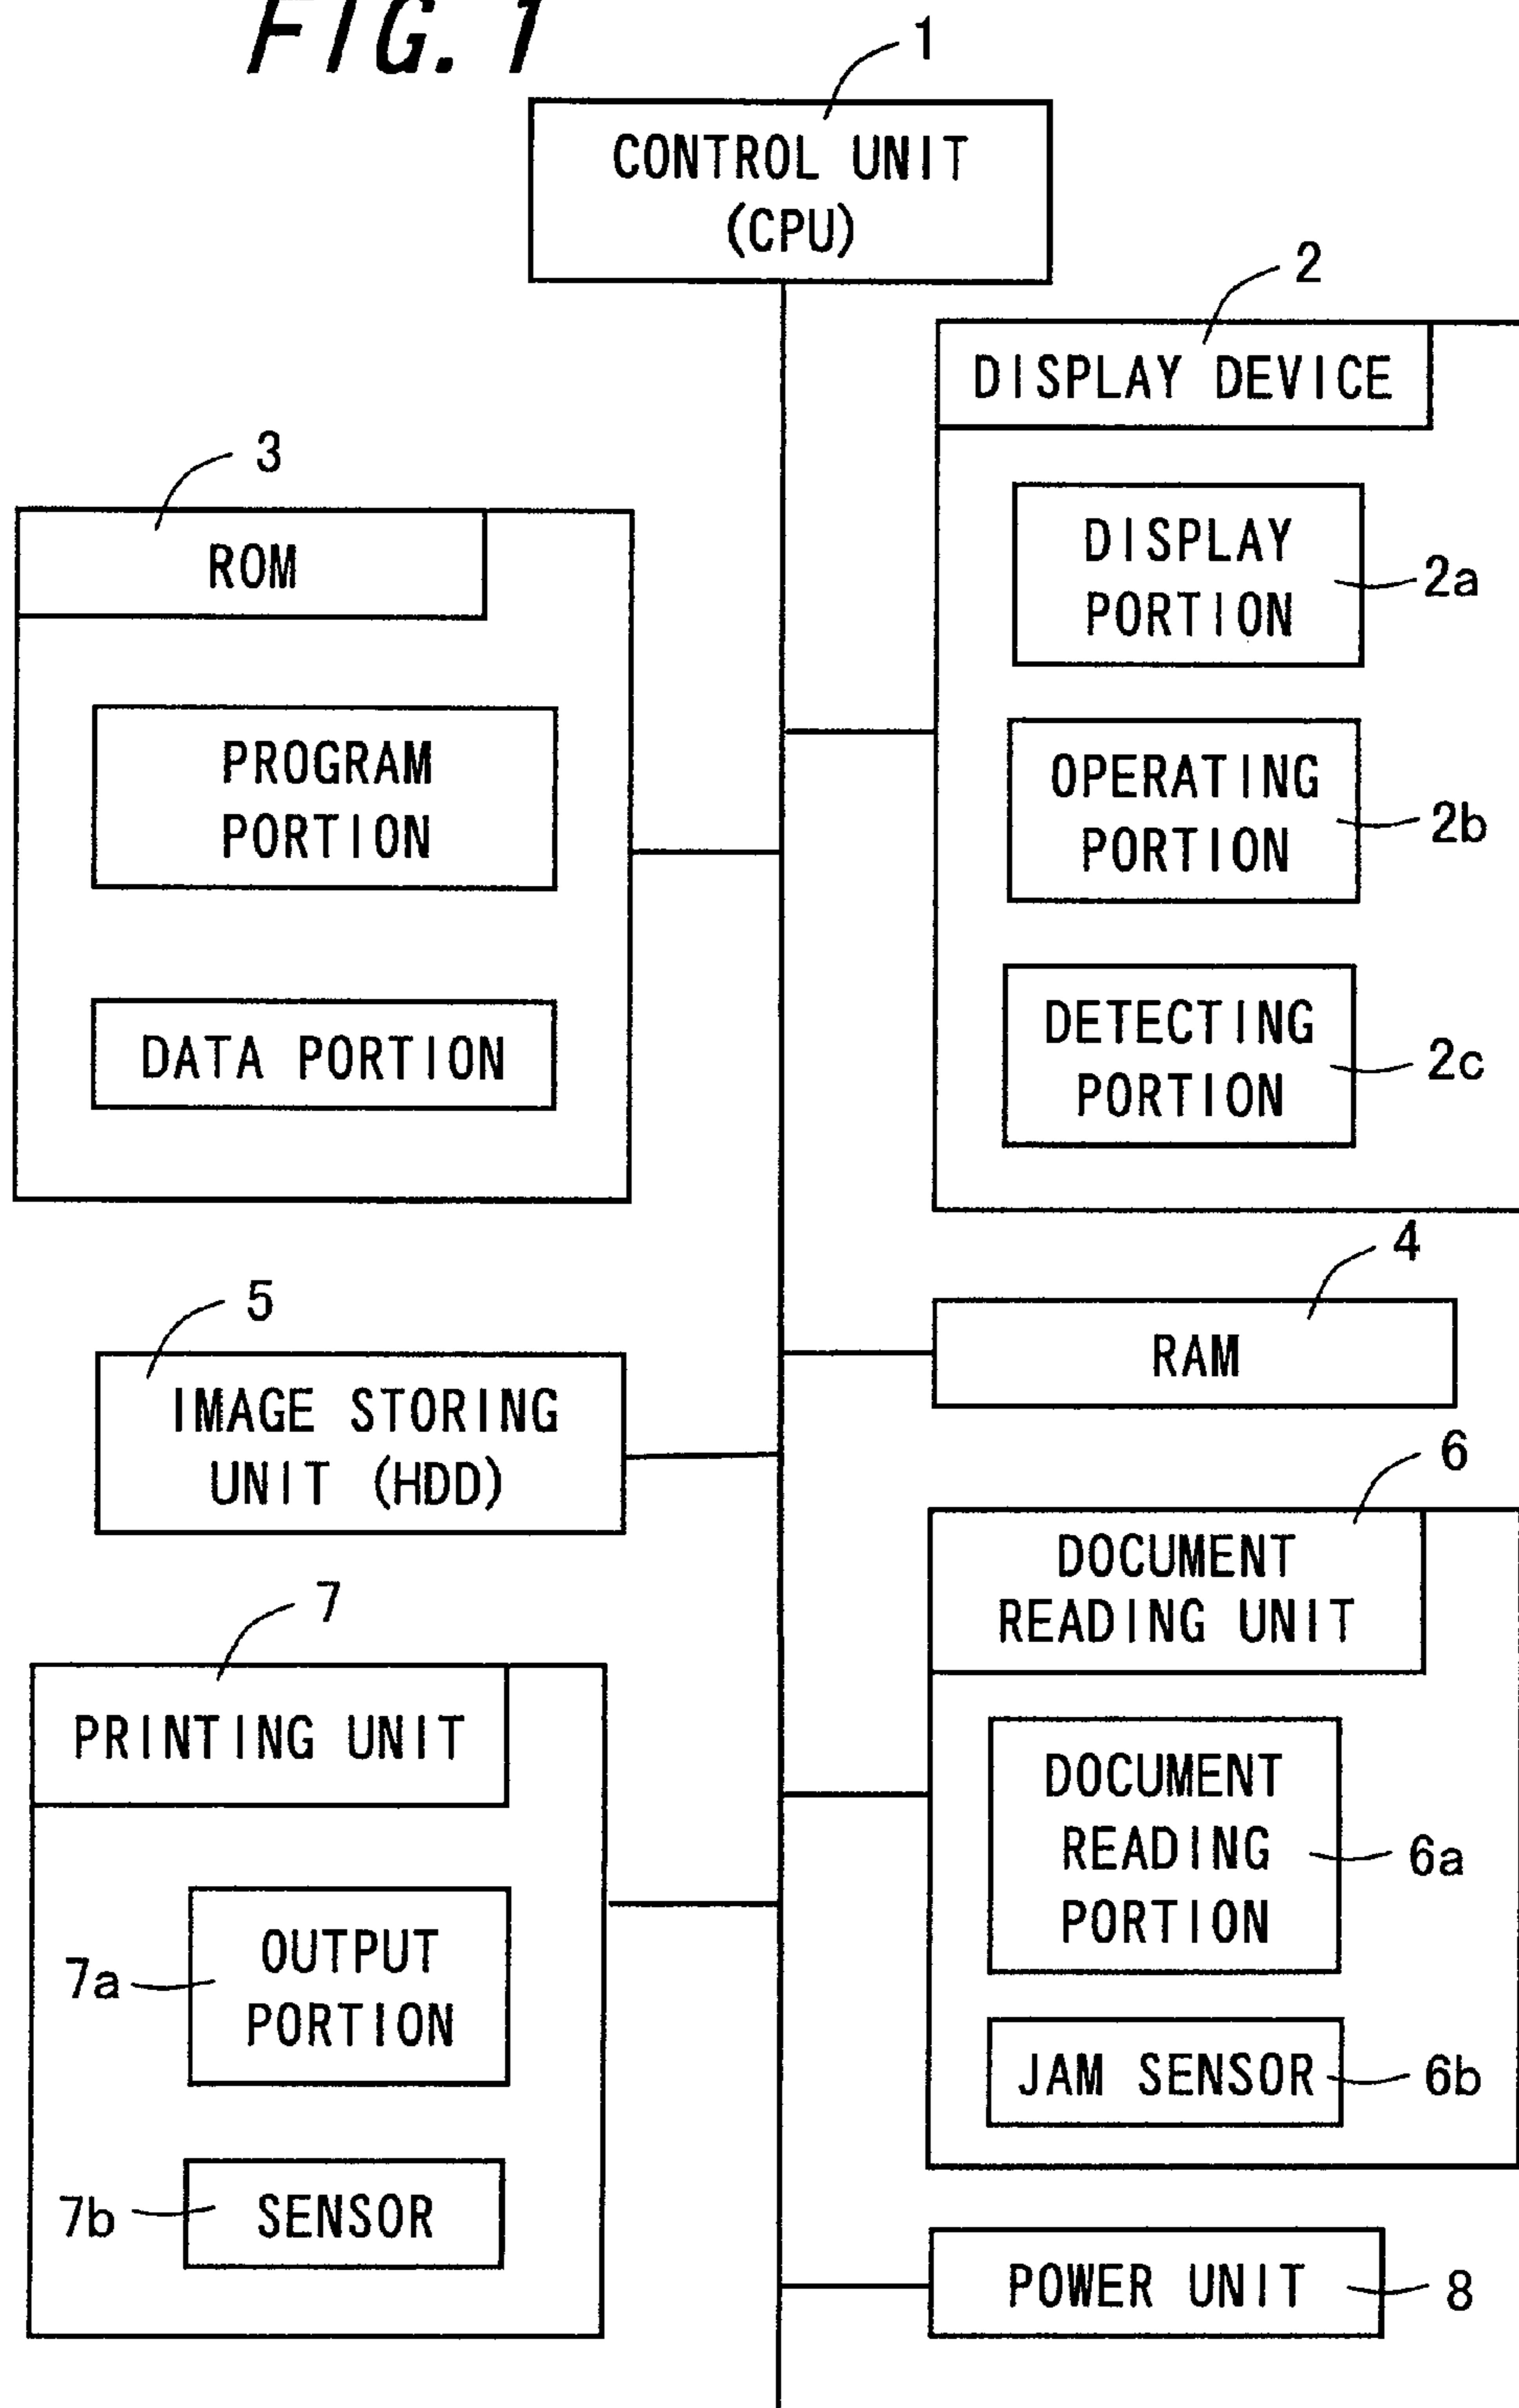 FIG. 1
1
CONTROL UNIT
(CPU)
2
DISPLAY DEVICE
DISPLAY
PORTION
2a
OPERATING
PORTION
2b
DETECTING
PORTION
2c
3
ROM
PROGRAM
PORTION
DATA PORTION
4
RAM
5
IMAGE STORING
UNIT (HDD)
6
DOCUMENT
READING UNIT
DOCUMENT
READING
PORTION
6a
JAM SENSOR
6b
7
PRINTING UNIT
OUTPUT
PORTION
7a
SENSOR
7b
POWER UNIT
8